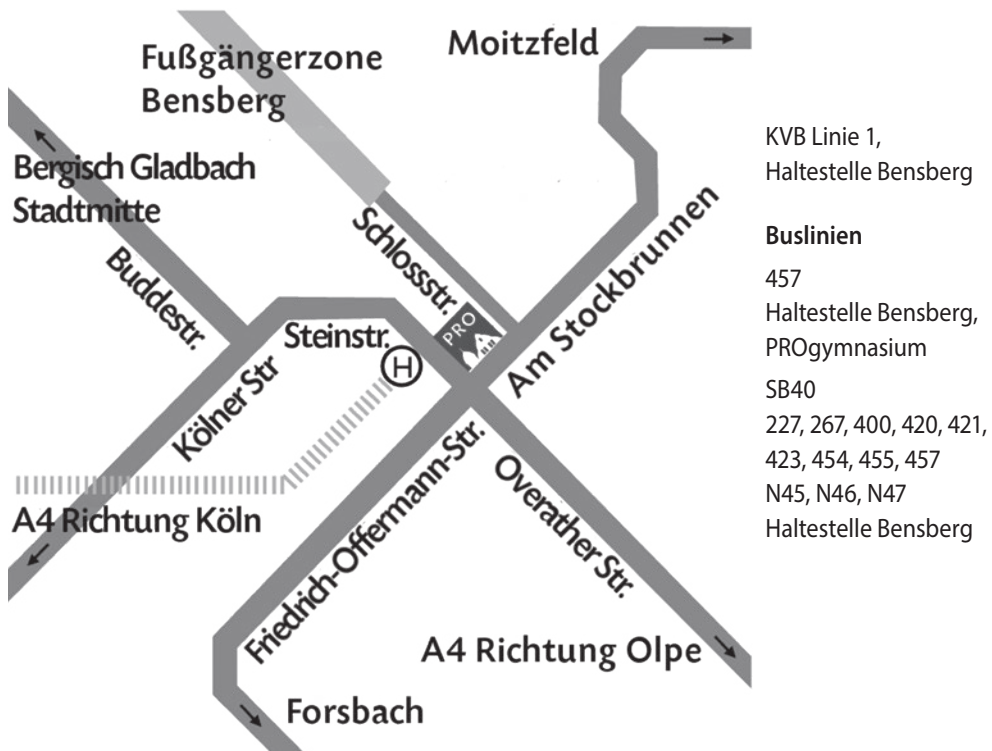 Fußgängerzone
Bensberg
Moitzfeld
Bergisch Gladbach
Stadtmitte
Schlossstr.
Buddestr.
PRO
Am Stockbrunnen
Steinstr.
H
Kölner Str
A4 Richtung Köln
Friedrich-Offermann-Str.
Overather Str.
A4 Richtung Olpe
Forsbach
KVB Linie 1,
Haltestelle Bensberg
Buslinien
457
Haltestelle Bensberg,
PROgymnasium
SB40
227, 267, 400, 420, 421,
423, 454, 455, 457
N45, N46, N47
Haltestelle Bensberg